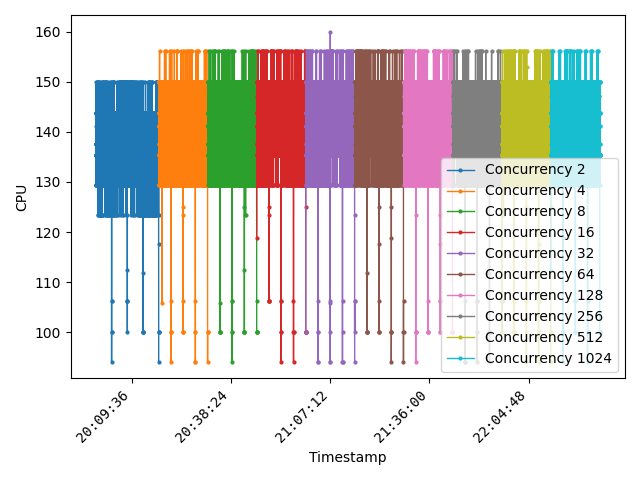 160
150
140
130
120
110
100
CPU
Concurrency 2
Concurrency 4
Concurrency 8
Concurrency 16
Concurrency 32
Concurrency 64
Concurrency 128
Concurrency 256
Concurrency 512
Concurrency 1024
20:09:36
20:38:24
21:07:12
21:36:00
22:04:48
Timestamp